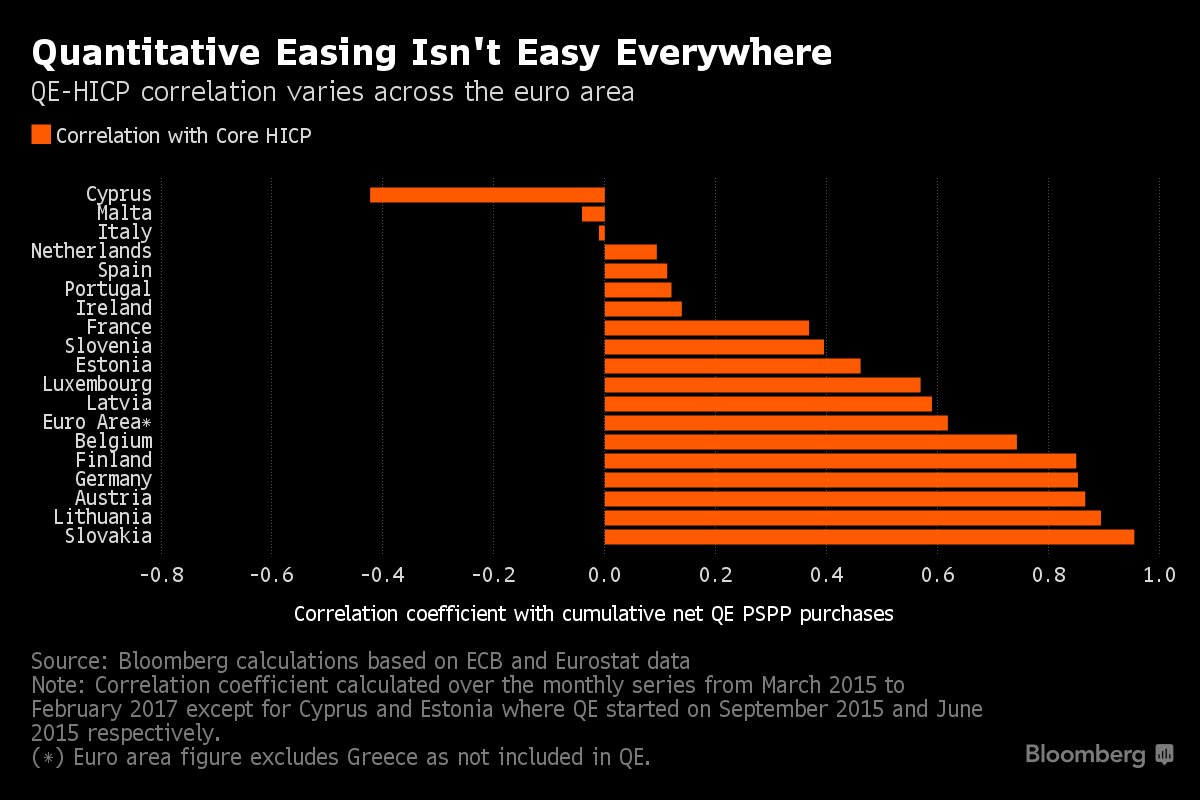 Quantitative Easing Isn't Easy Everywhere
QE-HICP correlation varies across the euro area
Correlation with Core HICP
Cyprus
Malta
Italy
Netherlands
Spain
Portugal
Ireland
France
Slovenia
Estonia
Luxembourg
Latvia
Euro Area*
Belgium
Finland
Germany
Austria
Lithuania
Slovakia
-0.8 -0.6 -0.4 -0.2 0.0 0.2 0.4 0.6 0.8 1.0
Correlation coefficient with cumulative net QE PSPP purchases
Source: Bloomberg calculations based on ECB and Eurostat data
Note: Correlation coefficient calculated over the monthly series from March 2015 to
February 2017 except for Cyprus and Estonia where QE started on September 2015 and June
2015 respectively.
(*) Euro area figure excludes Greece as not included in QE.
Bloomberg